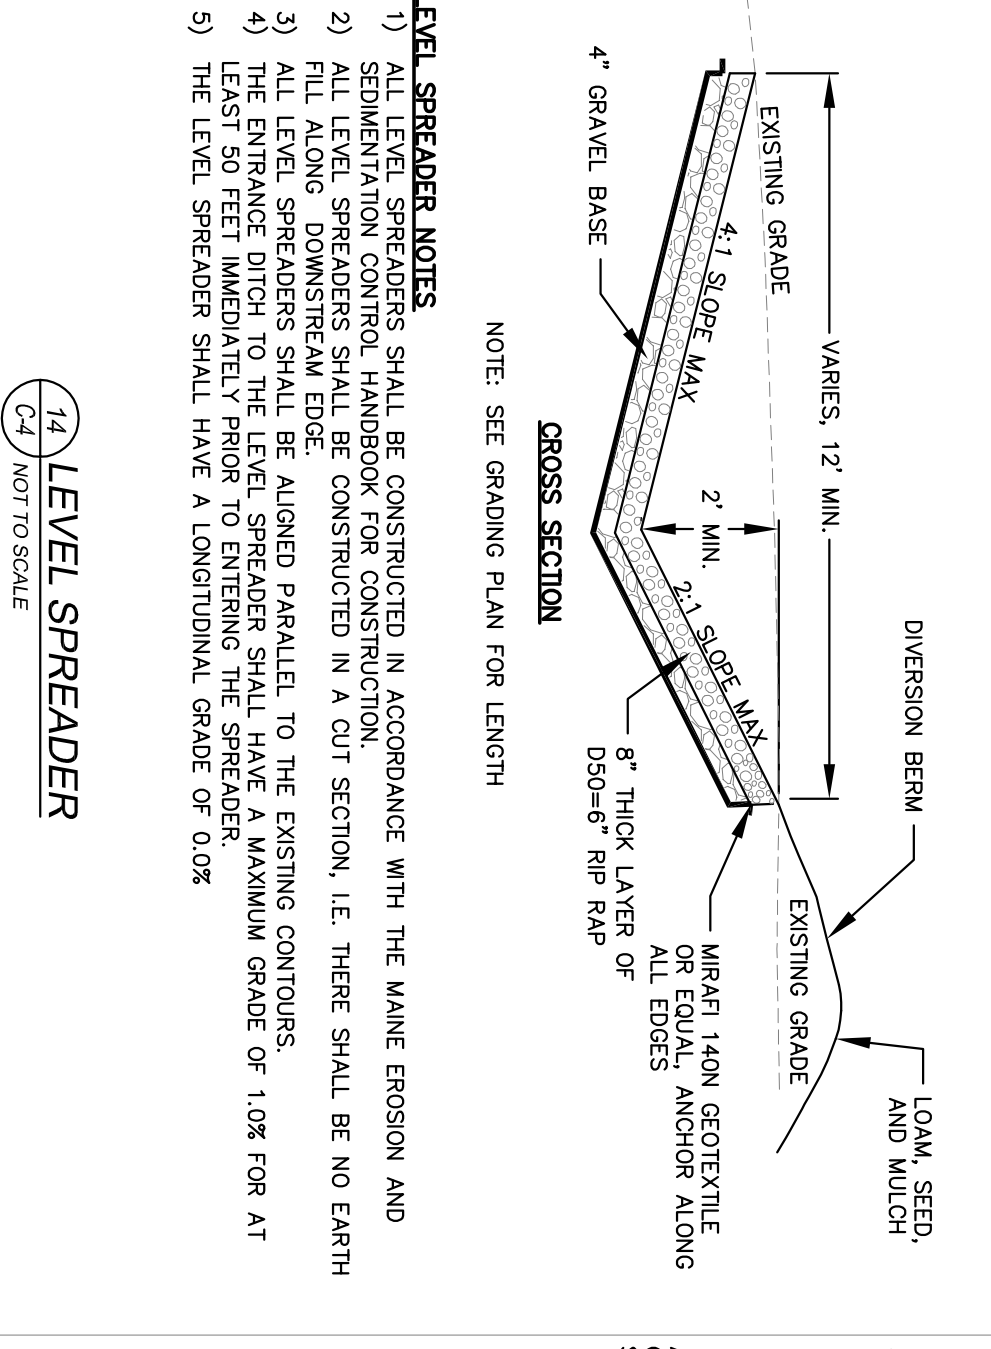 DIVERSION BERM
LOAM, SEED,
AND MULCH
VARIES, 12' MIN.
EXISTING GRADE
EXISTING GRADE
4:1 SLOPE MAX
2' MIN.
2:1 SLOPE MAX
MIRAFI 140N GEOTEXTILE
OR EQUAL, ANCHOR ALONG
ALL EDGES
4" GRAVEL BASE
8" THICK LAYER OF
D50=6" RIP RAP
CROSS SECTION
NOTE: SEE GRADING PLAN FOR LENGTH
EVEL SPREADER NOTES
1) ALL LEVEL SPREADERS SHALL BE CONSTRUCTED IN ACCORDANCE WITH THE MAINE EROSION AND
SEDIMENTATION CONTROL HANDBOOK FOR CONSTRUCTION.
2) ALL LEVEL SPREADERS SHALL BE CONSTRUCTED IN A CUT SECTION, I.E. THERE SHALL BE NO EARTH
FILL ALONG DOWNSTREAM EDGE.
3) ALL LEVEL SPREADERS SHALL BE ALIGNED PARALLEL TO THE EXISTING CONTOURS.
4) THE ENTRANCE DITCH TO THE LEVEL SPREADER SHALL HAVE A MAXIMUM GRADE OF 1.0% FOR AT
LEAST 50 FEET IMMEDIATELY PRIOR TO ENTERING THE SPREADER.
5) THE LEVEL SPREADER SHALL HAVE A LONGITUDINAL GRADE OF 0.0%
14
C-4
LEVEL SPREADER
NOT TO SCALE